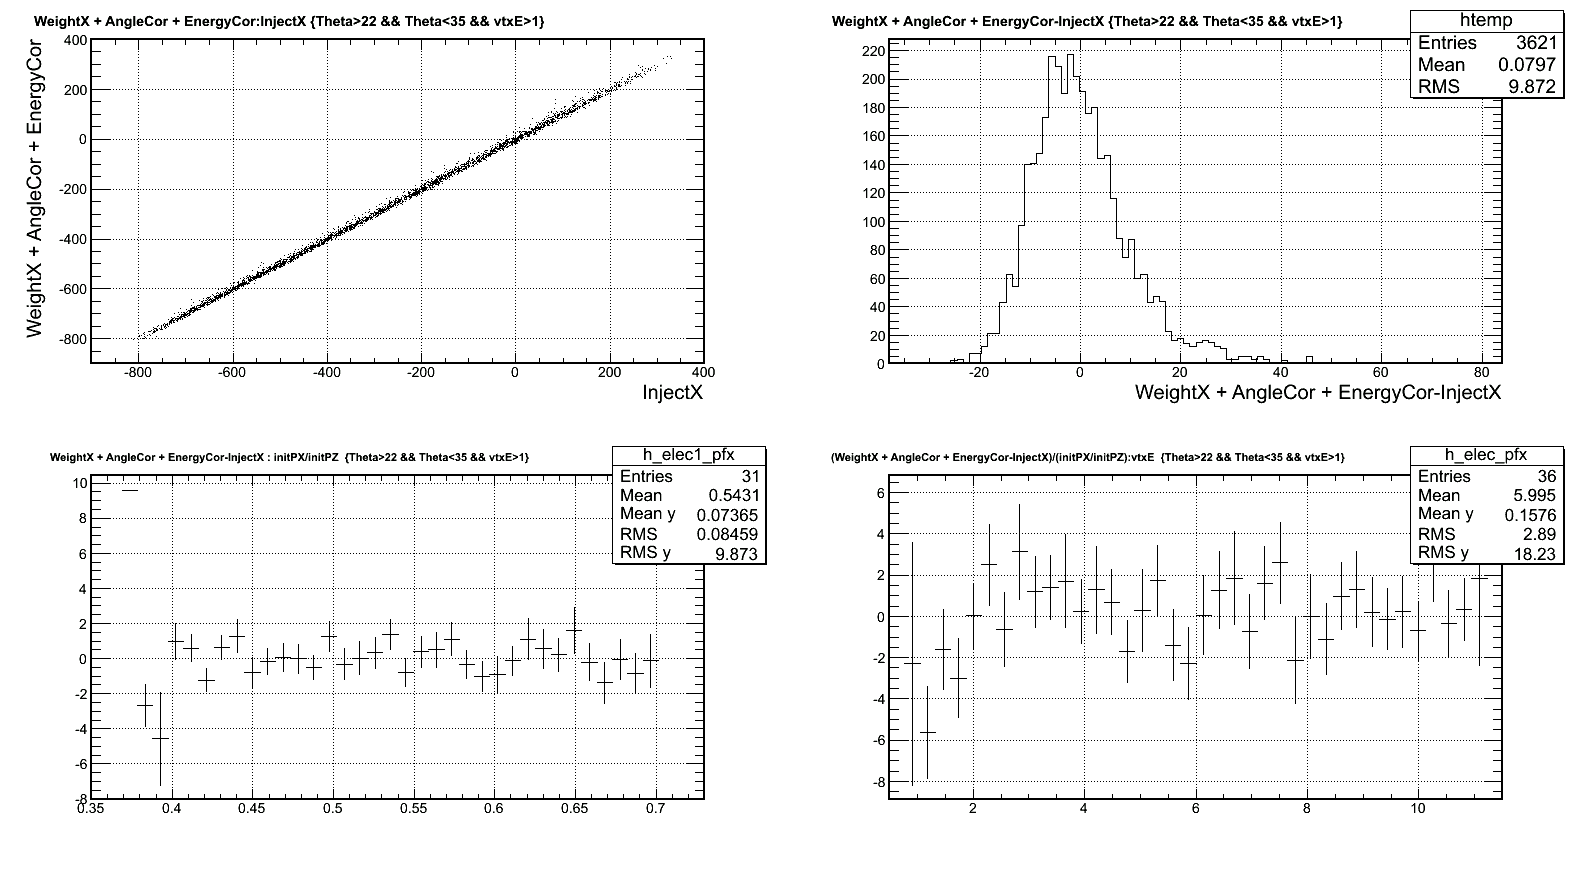 WeightX + AngleCor + EnergyCor:InjectX {Theta>22 && Theta<35 && vtxE>1}
400
200
0
-200
-400
-600
-800
WeightX + AngleCor + EnergyCor
-800 -600 -400 -200 0 200 400
InjectX
WeightX + AngleCor + EnergyCor-InjectX {Theta>22 && Theta<35 && vtxE>1}
htemp
Entries 3621
Mean 0.0797
RMS 9.872
220
200
180
160
140
120
100
80
60
40
20
0
-20 0 20 40 60 80
WeightX + AngleCor + EnergyCor-InjectX
WeightX + AngleCor + EnergyCor-InjectX : initPX/initPZ {Theta>22 && Theta<35 && vtxE>1}
h_elec1_pfx
Entries 31
Mean 0.5431
Mean y 0.07365
RMS 0.08459
RMS y 9.873
10
8
6
4
2
0
-2
-4
-6
-8
0.35 0.4 0.45 0.5 0.55 0.6 0.65 0.7
(WeightX + AngleCor + EnergyCor-InjectX)/(initPX/initPZ):vtxE {Theta>22 && Theta<35 && vtxE>1}
h_elec_pfx
Entries 36
Mean 5.995
Mean y 0.1576
RMS 2.89
RMS y 18.23
6
4
2
0
-2
-4
-6
-8
2 4 6 8 10